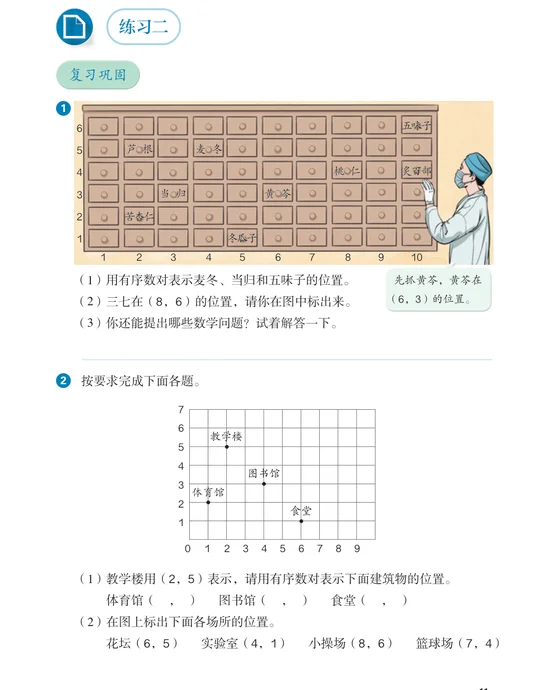 练习二
复习巩固
1
6 五味子
5 芦根 麦冬
4 桃仁 炙百部
3 当归 黄芩
2 苦杏仁
1 冬瓜子
1 2 3 4 5 6 7 8 9 10
(1)用有序数对表示麦冬、当归和五味子的位置。
(2)三七在(8,6)的位置,请你在图中标出来。
(3)你还能提出哪些数学问题?试着解答一下。
先抓黄芩,黄芩在
(6,3)的位置。
2 按要求完成下面各题。
7
6
教学楼
5
4
图书馆
3
体育馆
2
食堂
1
0 1 2 3 4 5 6 7 8 9
(1)教学楼用(2,5)表示,请用有序数对表示下面建筑物的位置。
体育馆( , ) 图书馆( , ) 食堂( , )
(2)在图上标出下面各场所的位置。
花坛(6,5) 实验室(4,1) 小操场(8,6) 篮球场(7,4)